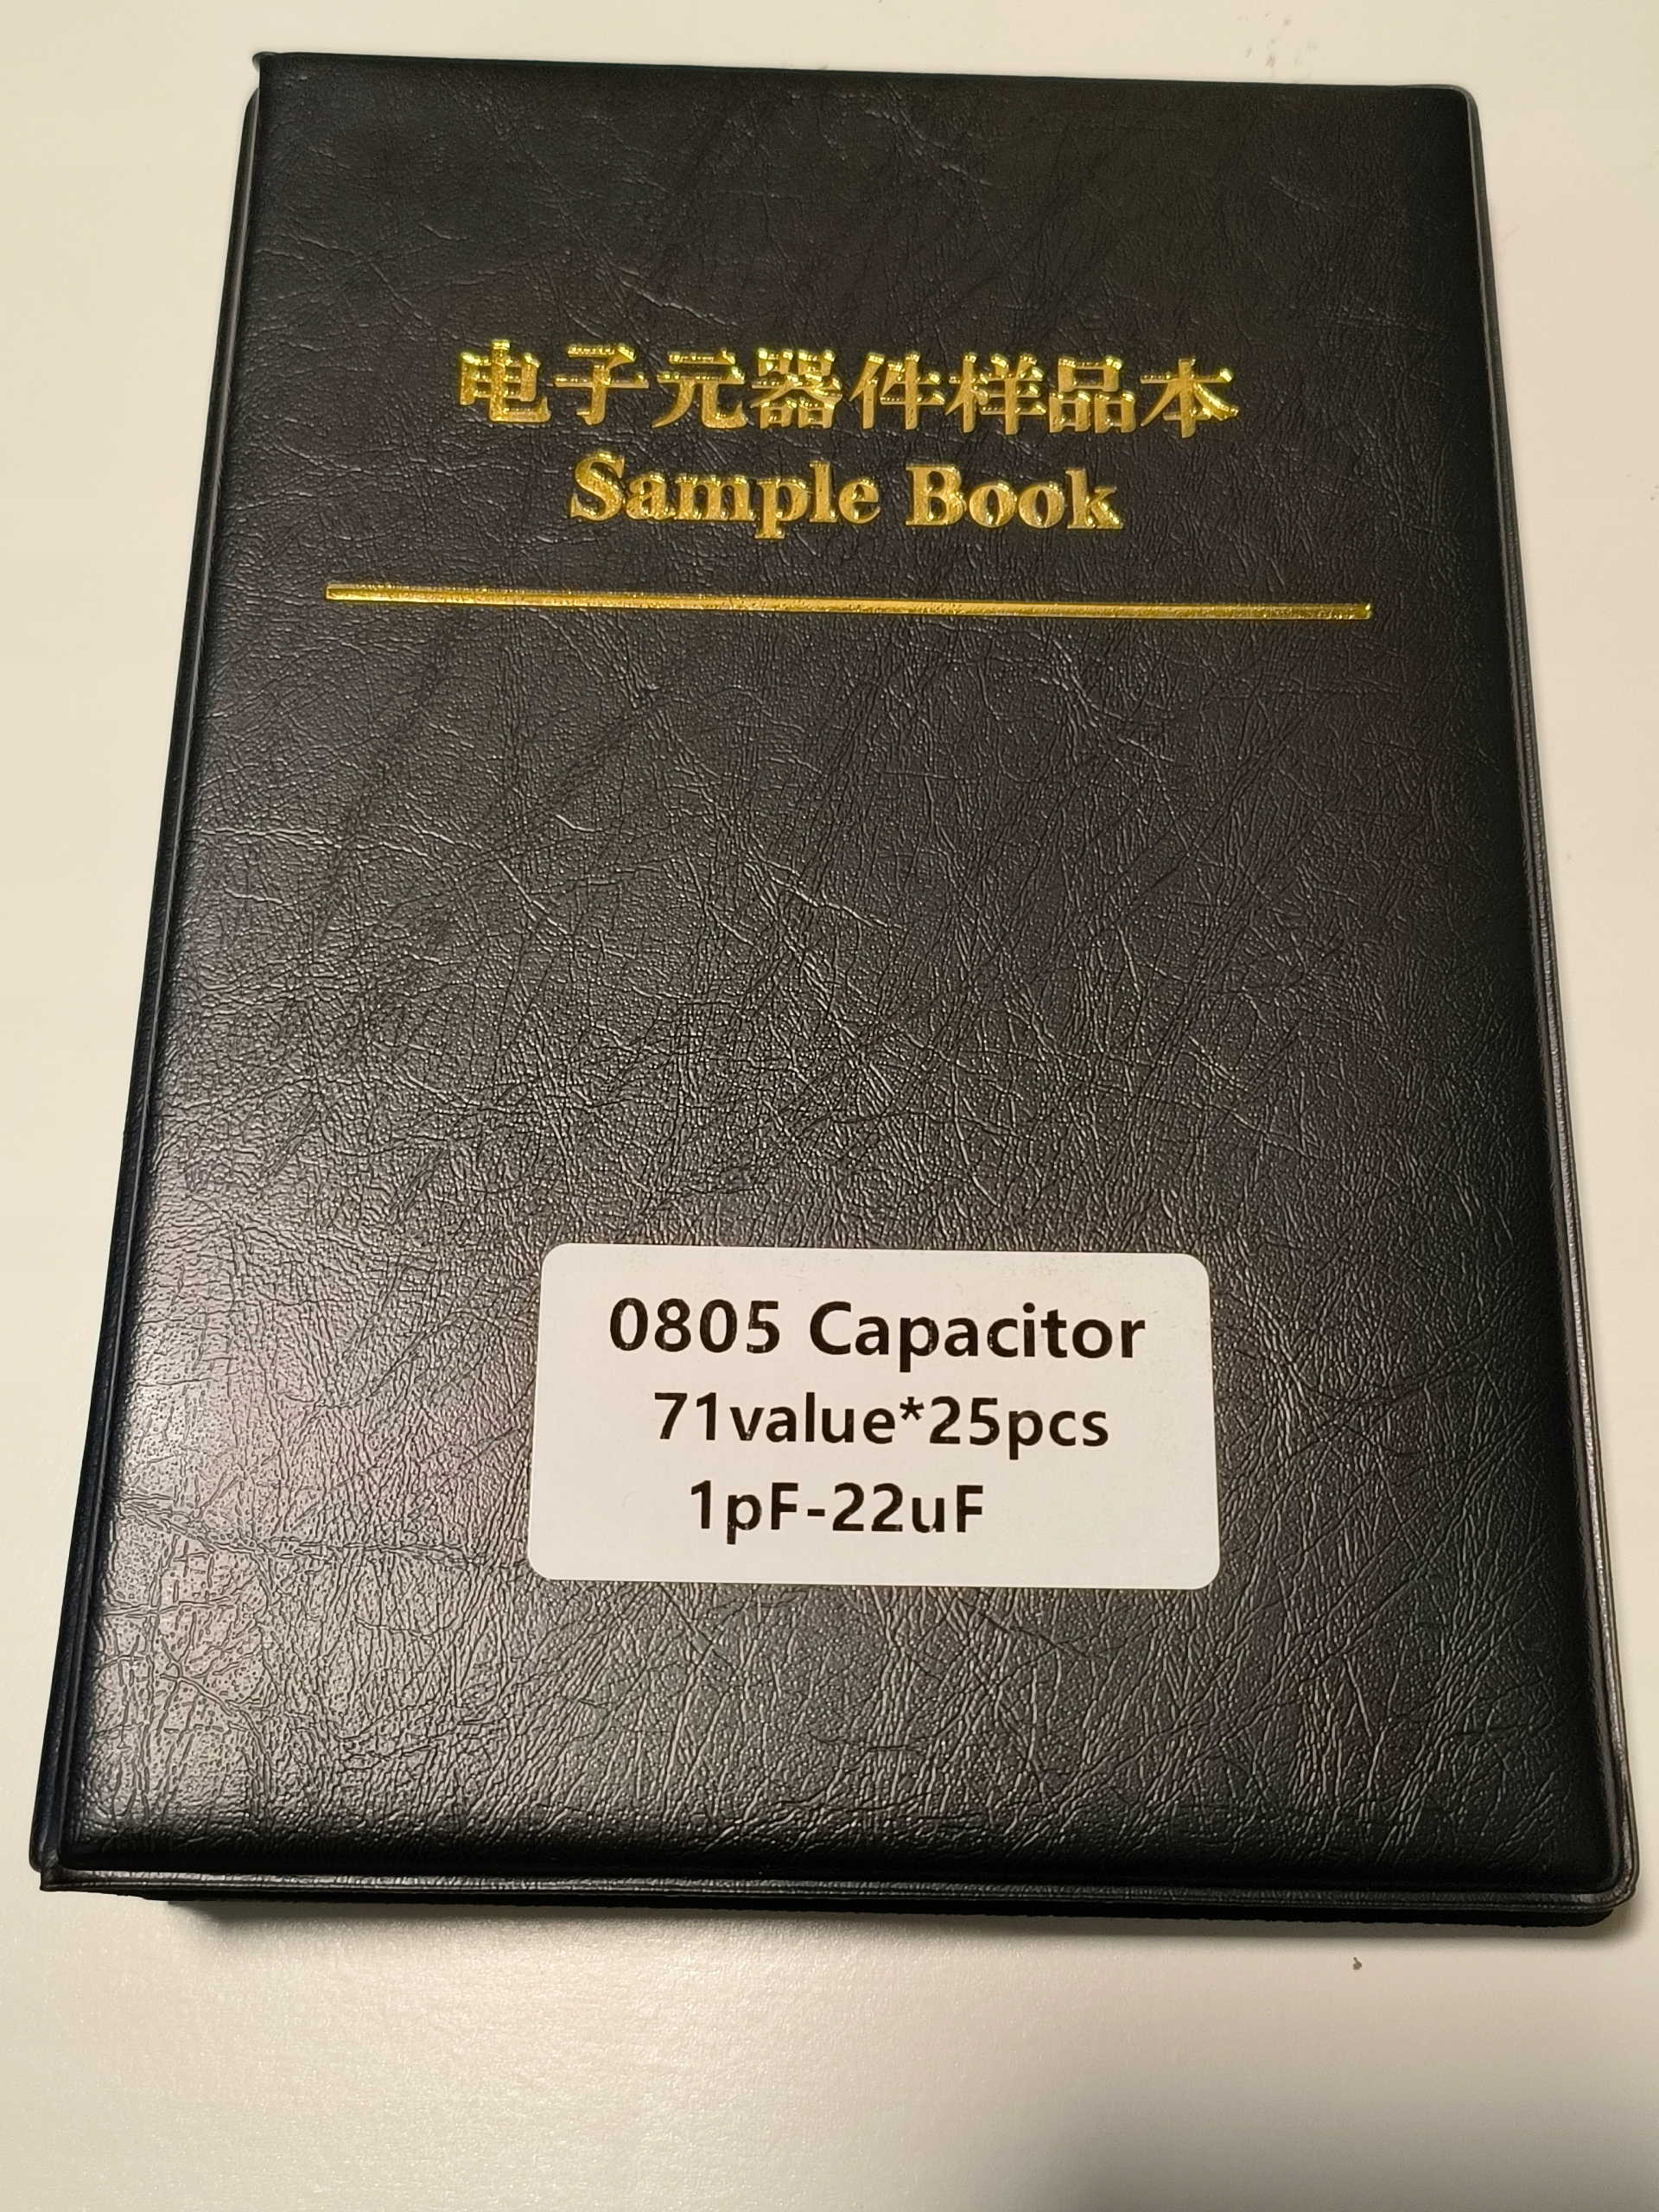 电子元器件样品本
Sample Book
0805 Capacitor
71value*25pcs
1pF-22uF